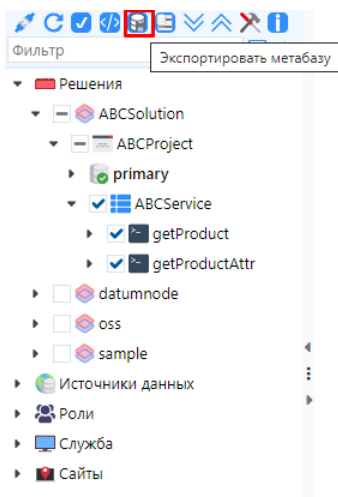 Фильтр
Экспортировать метабазу
Решения
ABCSolution
ABCProject
primary
ABCService
getProduct
getProductAttr
datumnode
oss
sample
Источники данных
Роли
Служба
Сайты